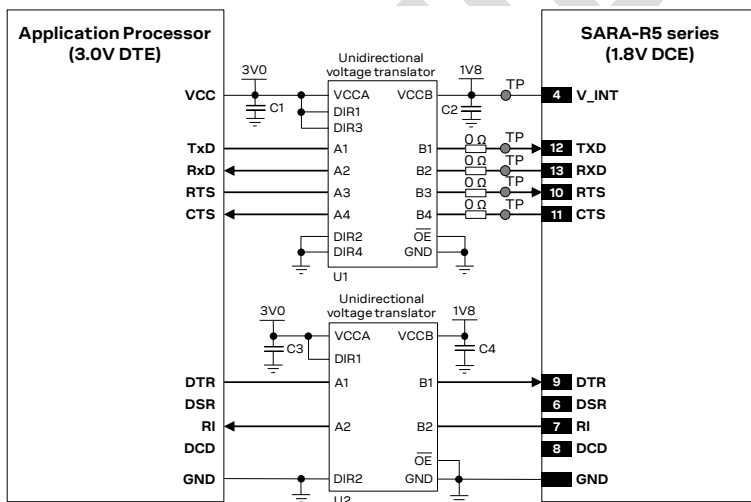 Application Processor
(3.0V DTE)
SARA-R5 series
(1.8V DCE)
Unidirectional
voltage translator
3V0
1V8
VCC
C1
VCCA
VCCB
C2
TP
4 V_INT
DIR1
DIR3
TxD
A1
B1
0 Ω
TP
12 TXD
RxD
A2
B2
0 Ω
TP
13 RXD
RTS
A3
B3
0 Ω
TP
10 RTS
CTS
A4
B4
0 Ω
TP
11 CTS
DIR2
OE
DIR4
GND
U1
Unidirectional
voltage translator
3V0
1V8
VCCA
VCCB
C3
C4
DIR1
DTR
A1
B1
9 DTR
DSR
6 DSR
RI
A2
B2
7 RI
DCD
8 DCD
OE
GND
DIR2
GND
GND
U2